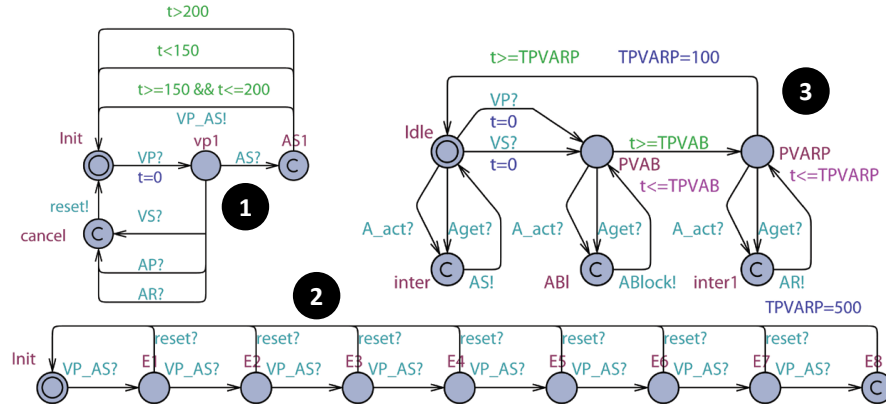 t>200
t<150
t>=150 && t<=200
VP_AS!
Init
vp1
AS1
VP?
AS?
t=0
C
reset!
VS?
cancel
C
AP?
AR?
1
t>=TPVARP
TPVARP=100
3
VP?
t=0
Idle
VS?
t=0
t>=TPVAB
PVAB
PVARP
t<=TPVAB
t<=TPVARP
A_act?
Aget?
A_act?
Aget?
A_act?
Aget?
C
C
C
inter
AS!
ABl
ABlock!
inter1
AR!
2
TPVARP=500
reset?
reset?
reset?
reset?
reset?
reset?
reset?
Init
E1
E2
E3
E4
E5
E6
E7
E8
VP_AS?
VP_AS?
VP_AS?
VP_AS?
VP_AS?
VP_AS?
VP_AS?
VP_AS?
C